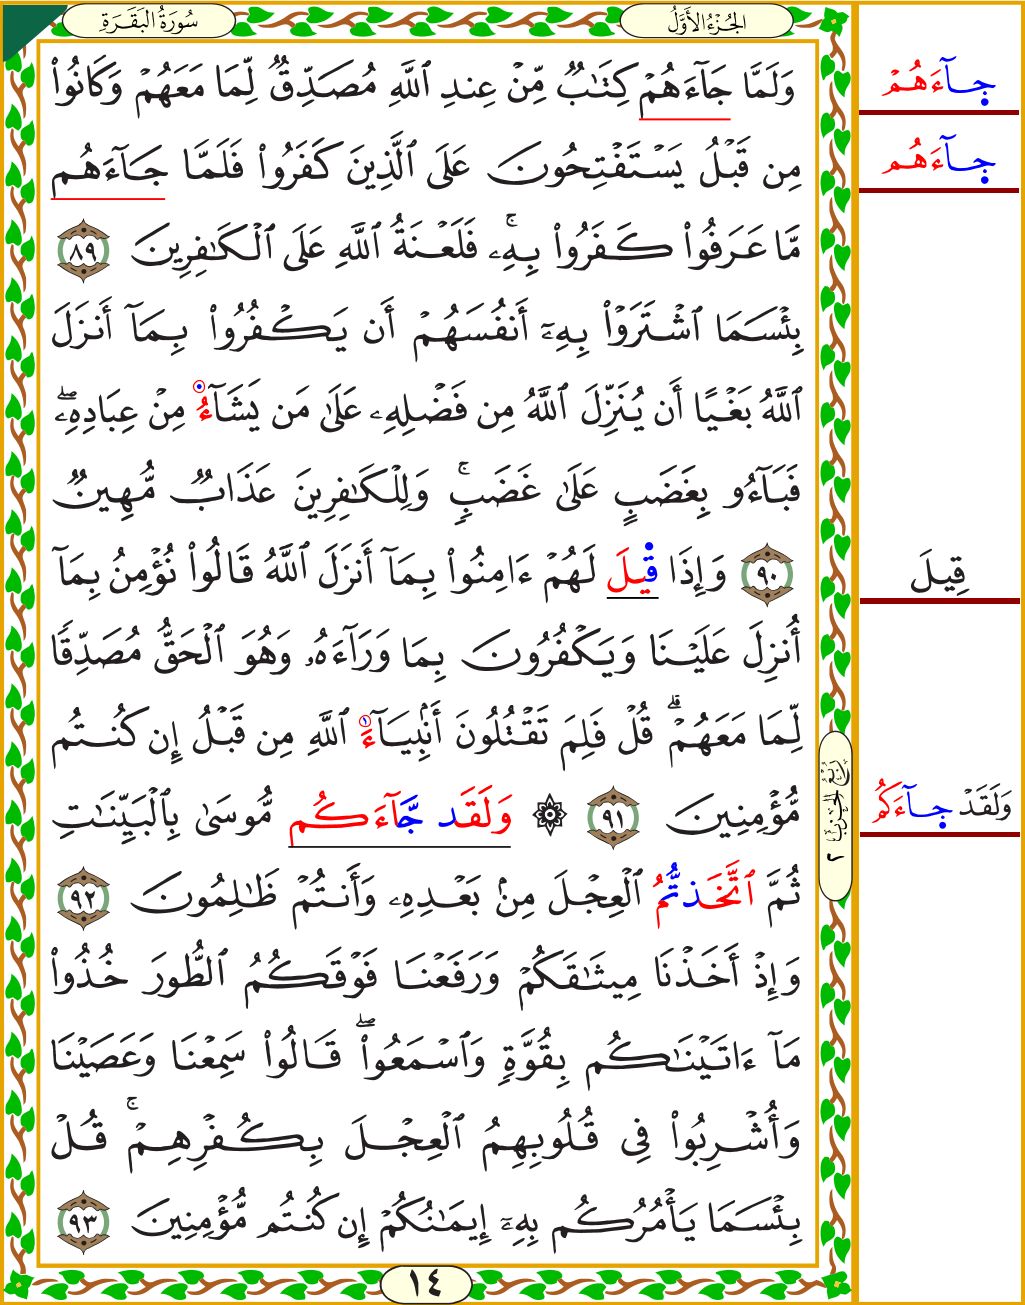 سُورَةُ البَقَرَةِ
الجُزْءُ الأَوَّلُ
وَلَمَّا جَآءَهُمْ كِتَٰبٌ مِّنْ عِندِ ٱللَّهِ مُصَدِّقٌ لِّمَا مَعَهُمْ وَكَانُوا۟
مِن قَبْلُ يَسْتَفْتِحُونَ عَلَى ٱلَّذِينَ كَفَرُوا۟ فَلَمَّا جَآءَهُم
مَّا عَرَفُوا۟ كَفَرُوا۟ بِهِۦۚ فَلَعْنَةُ ٱللَّهِ عَلَى ٱلْكَٰفِرِينَ ٨٩
بِئْسَمَا ٱشْتَرَوْا۟ بِهِۦٓ أَنفُسَهُمْ أَن يَكْفُرُوا۟ بِمَآ أَنزَلَ
ٱللَّهُ بَغْيًا أَن يُنَزِّلَ ٱللَّهُ مِن فَضْلِهِۦ عَلَىٰ مَن يَشَآءُ مِنْ عِبَادِهِۦۖ
فَبَآءُو بِغَضَبٍ عَلَىٰ غَضَبٍۚ وَلِلْكَٰفِرِينَ عَذَابٌ مُّهِينٌ
٩٠ وَإِذَا قِيلَ لَهُمْ ءَامِنُوا۟ بِمَآ أَنزَلَ ٱللَّهُ قَالُوا۟ نُؤْمِنُ بِمَآ
أُنزِلَ عَلَيْنَا وَيَكْفُرُونَ بِمَا وَرَآءَهُۥ وَهُوَ ٱلْحَقُّ مُصَدِّقًا
لِّمَا مَعَهُمْۗ قُلْ فَلِمَ تَقْتُلُونَ أَنۢبِيَآءَ ٱللَّهِ مِن قَبْلُ إِن كُنتُم
مُّؤْمِنِينَ ٩١ ۞ وَلَقَد جَّآءَكُم مُّوسَىٰ بِٱلْبَيِّنَٰتِ
ثُمَّ ٱتَّخَذتُّمُ ٱلْعِجْلَ مِنۢ بَعْدِهِۦ وَأَنتُمْ ظَٰلِمُونَ ٩٢
وَإِذْ أَخَذْنَا مِيثَٰقَكُمْ وَرَفَعْنَا فَوْقَكُمُ ٱلطُّورَ خُذُوا۟
مَآ ءَاتَيْنَٰكُم بِقُوَّةٍ وَٱسْمَعُوا۟ۖ قَالُوا۟ سَمِعْنَا وَعَصَيْنَا
وَأُشْرِبُوا۟ فِى قُلُوبِهِمُ ٱلْعِجْلَ بِكُفْرِهِمْۚ قُلْ
بِئْسَمَا يَأْمُرُكُم بِهِۦٓ إِيمَٰنُكُمْ إِن كُنتُم مُّؤْمِنِينَ ٩٣
١٤
جَآءَهُمْ
جَآءَهُم
قِيلَ
وَلَقَدْ جَآءَكُم
رُبْعُ الحِزْبِ ٢